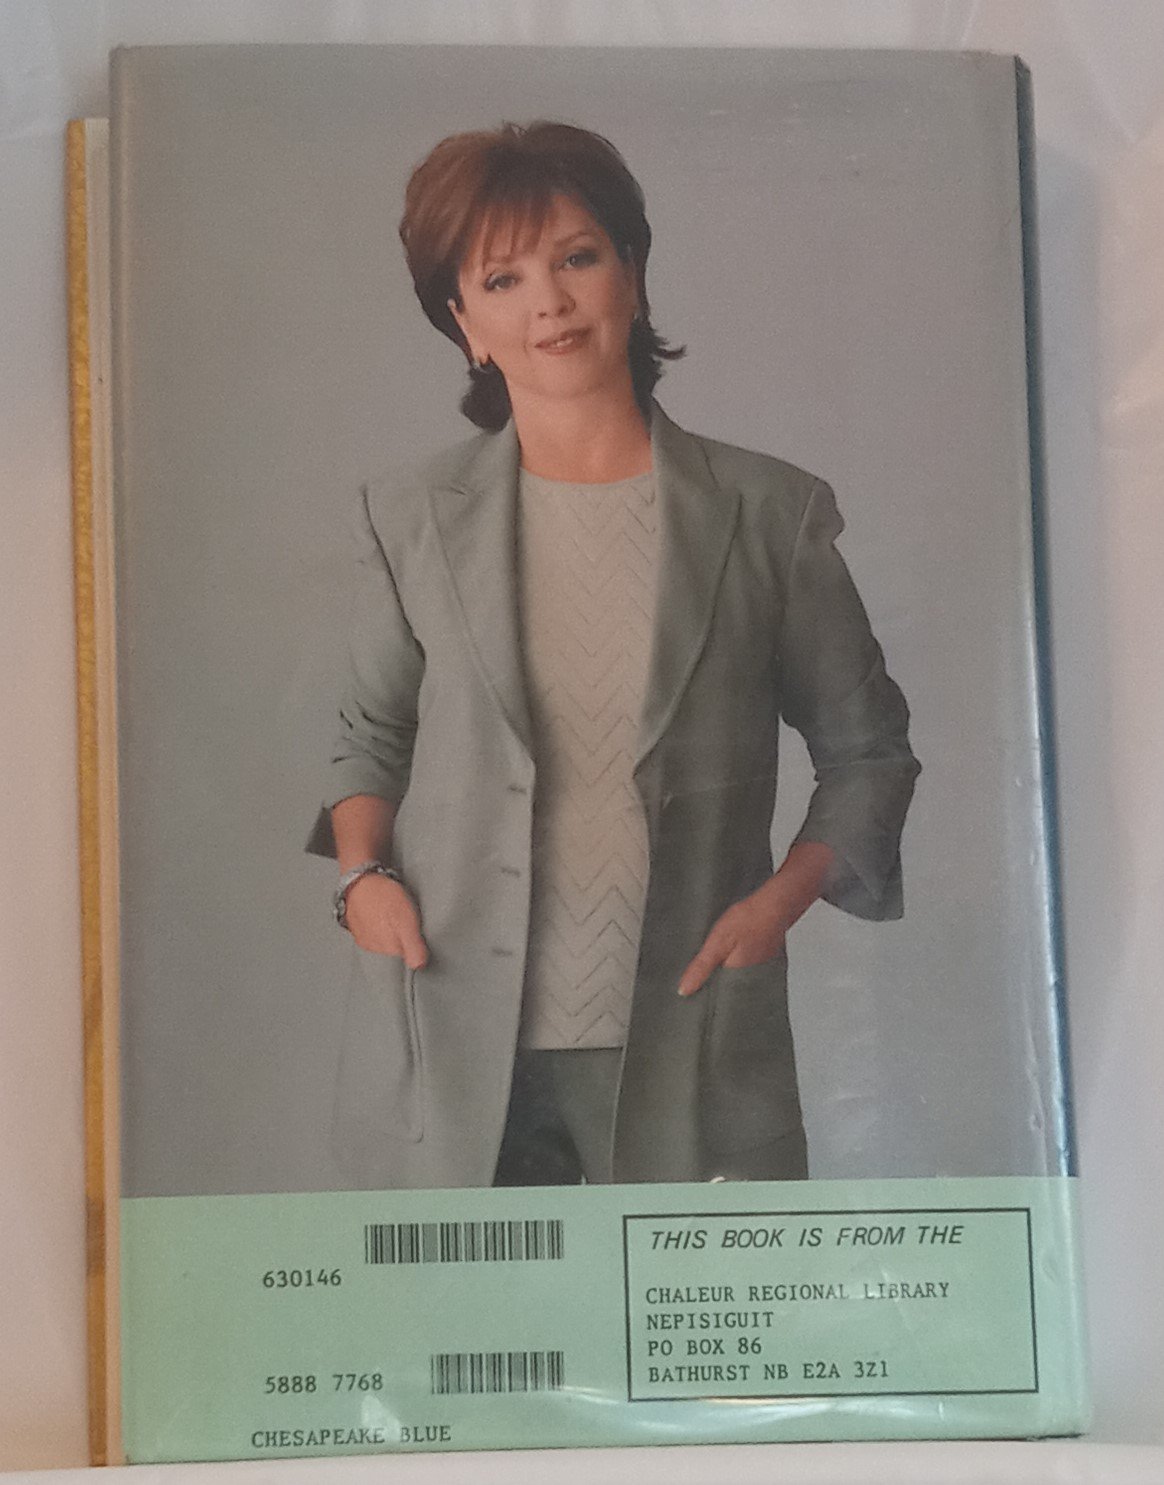 630146
5888 7768
CHESAPEAKE BLUE
THIS BOOK IS FROM THE
CHALEUR REGIONAL LIBRARY
NEPISIGUIT
PO BOX 86
BATHURST NB E2A 3Z1